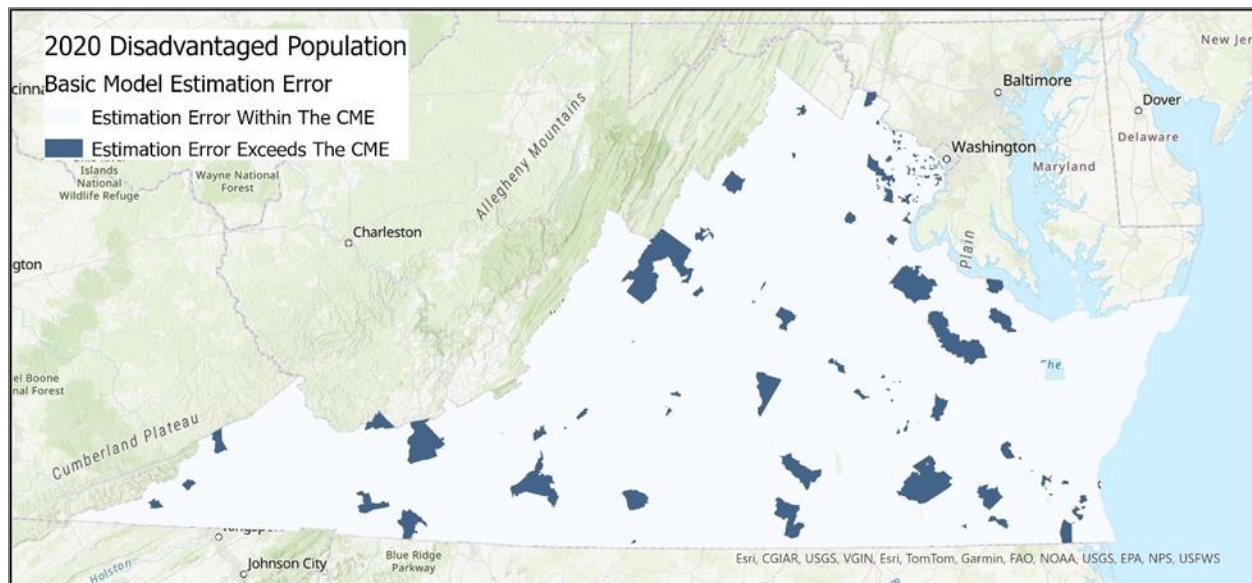 2020 Disadvantaged Population
Basic Model Estimation Error
Estimation Error Within The CME
Estimation Error Exceeds The CME
New Jer
Baltimore
Dover
Delaware
Washington
Maryland
Allegheny Mountains
Islands
National
Wildlife Refuge
Wayne National
Forest
Charleston
Plain
ngton
el Boone
nal Forest
Cumberland Plateau
Johnson City
Holston
Blue Ridge
Parkway
Esri, CGIAR, USGS, VGIN, Esri, TomTom, Garmin, FAO, NOAA, USGS, EPA, NPS, USFWS